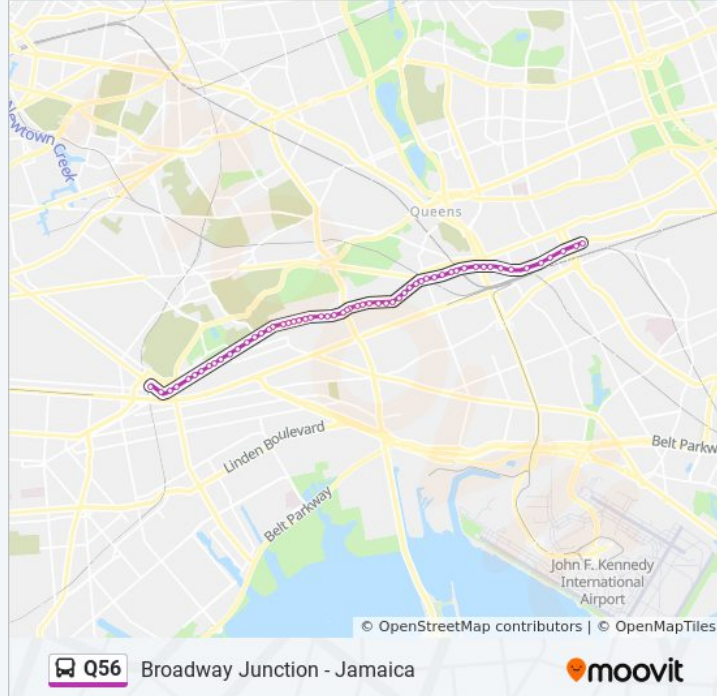 Newtown Creek
Queens
Linden Boulevard
Belt Parkw
Belt Parkway
John F. Kennedy
International
Airport
© OpenStreetMap contributors | © OpenMapTiles
Q56 Broadway Junction - Jamaica
moovit